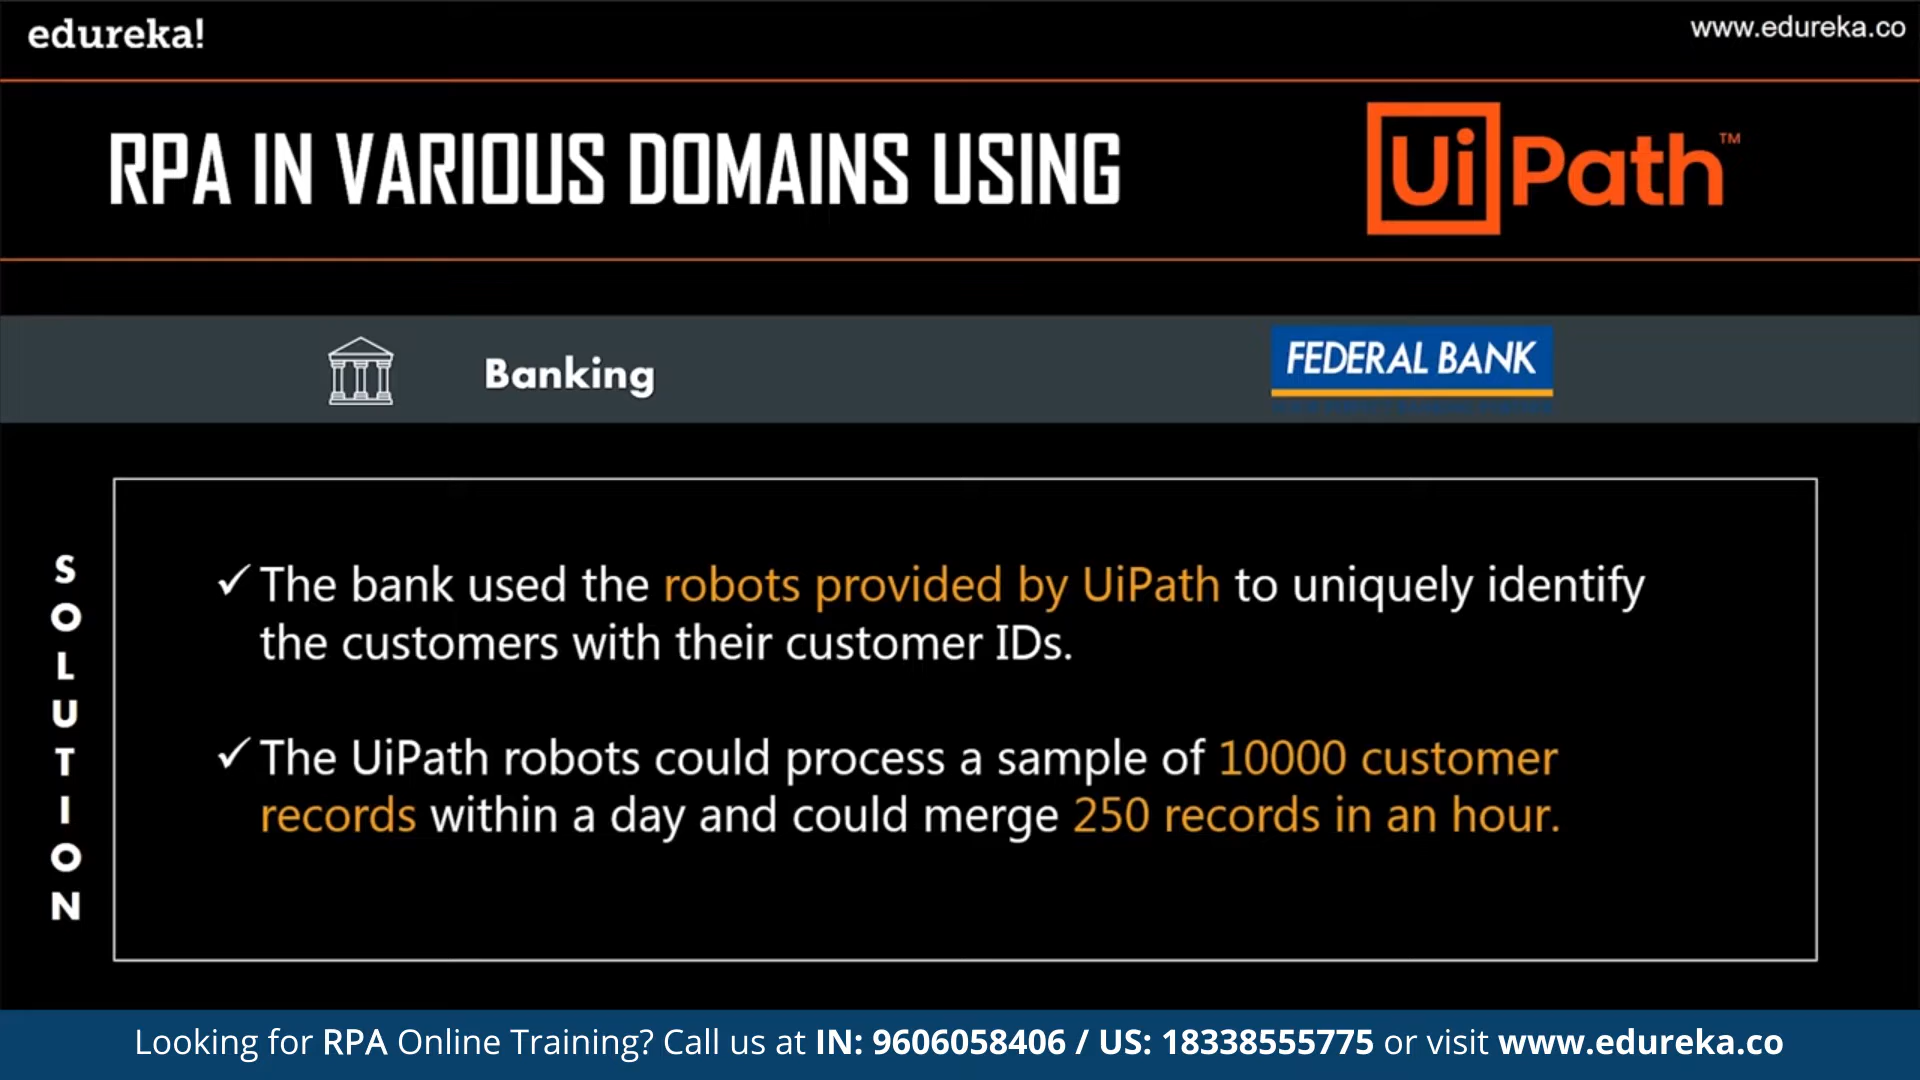 edureka!
www.edureka.co
RPA IN VARIOUS DOMAINS USING
UiPath™
Banking
FEDERAL BANK
SOLUTION
✓ The bank used the robots provided by UiPath to uniquely identify
the customers with their customer IDs.
✓ The UiPath robots could process a sample of 10000 customer
records within a day and could merge 250 records in an hour.
Looking for RPA Online Training? Call us at IN: 9606058406 / US: 18338555775 or visit www.edureka.co